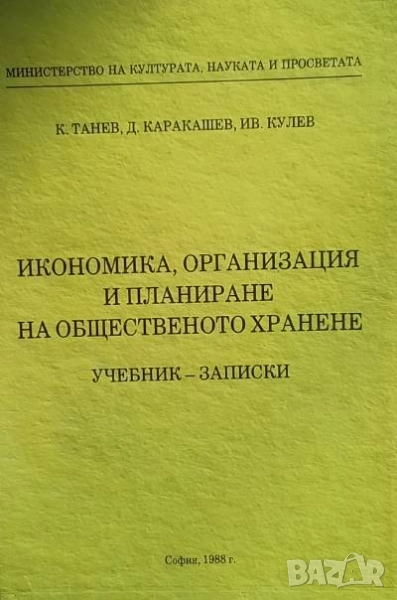 МИНИСТЕРСТВО НА КУЛТУРАТА, НАУКАТА И ПРОСВЕТАТА
К. ТАНЕВ, Д. КАРАКАШЕВ, ИВ. КУЛЕВ
ИКОНОМИКА, ОРГАНИЗАЦИЯ
И ПЛАНИРАНЕ
НА ОБЩЕСТВЕНОТО ХРАНЕНЕ
УЧЕБНИК – ЗАПИСКИ
София, 1988 г.
BAZAR